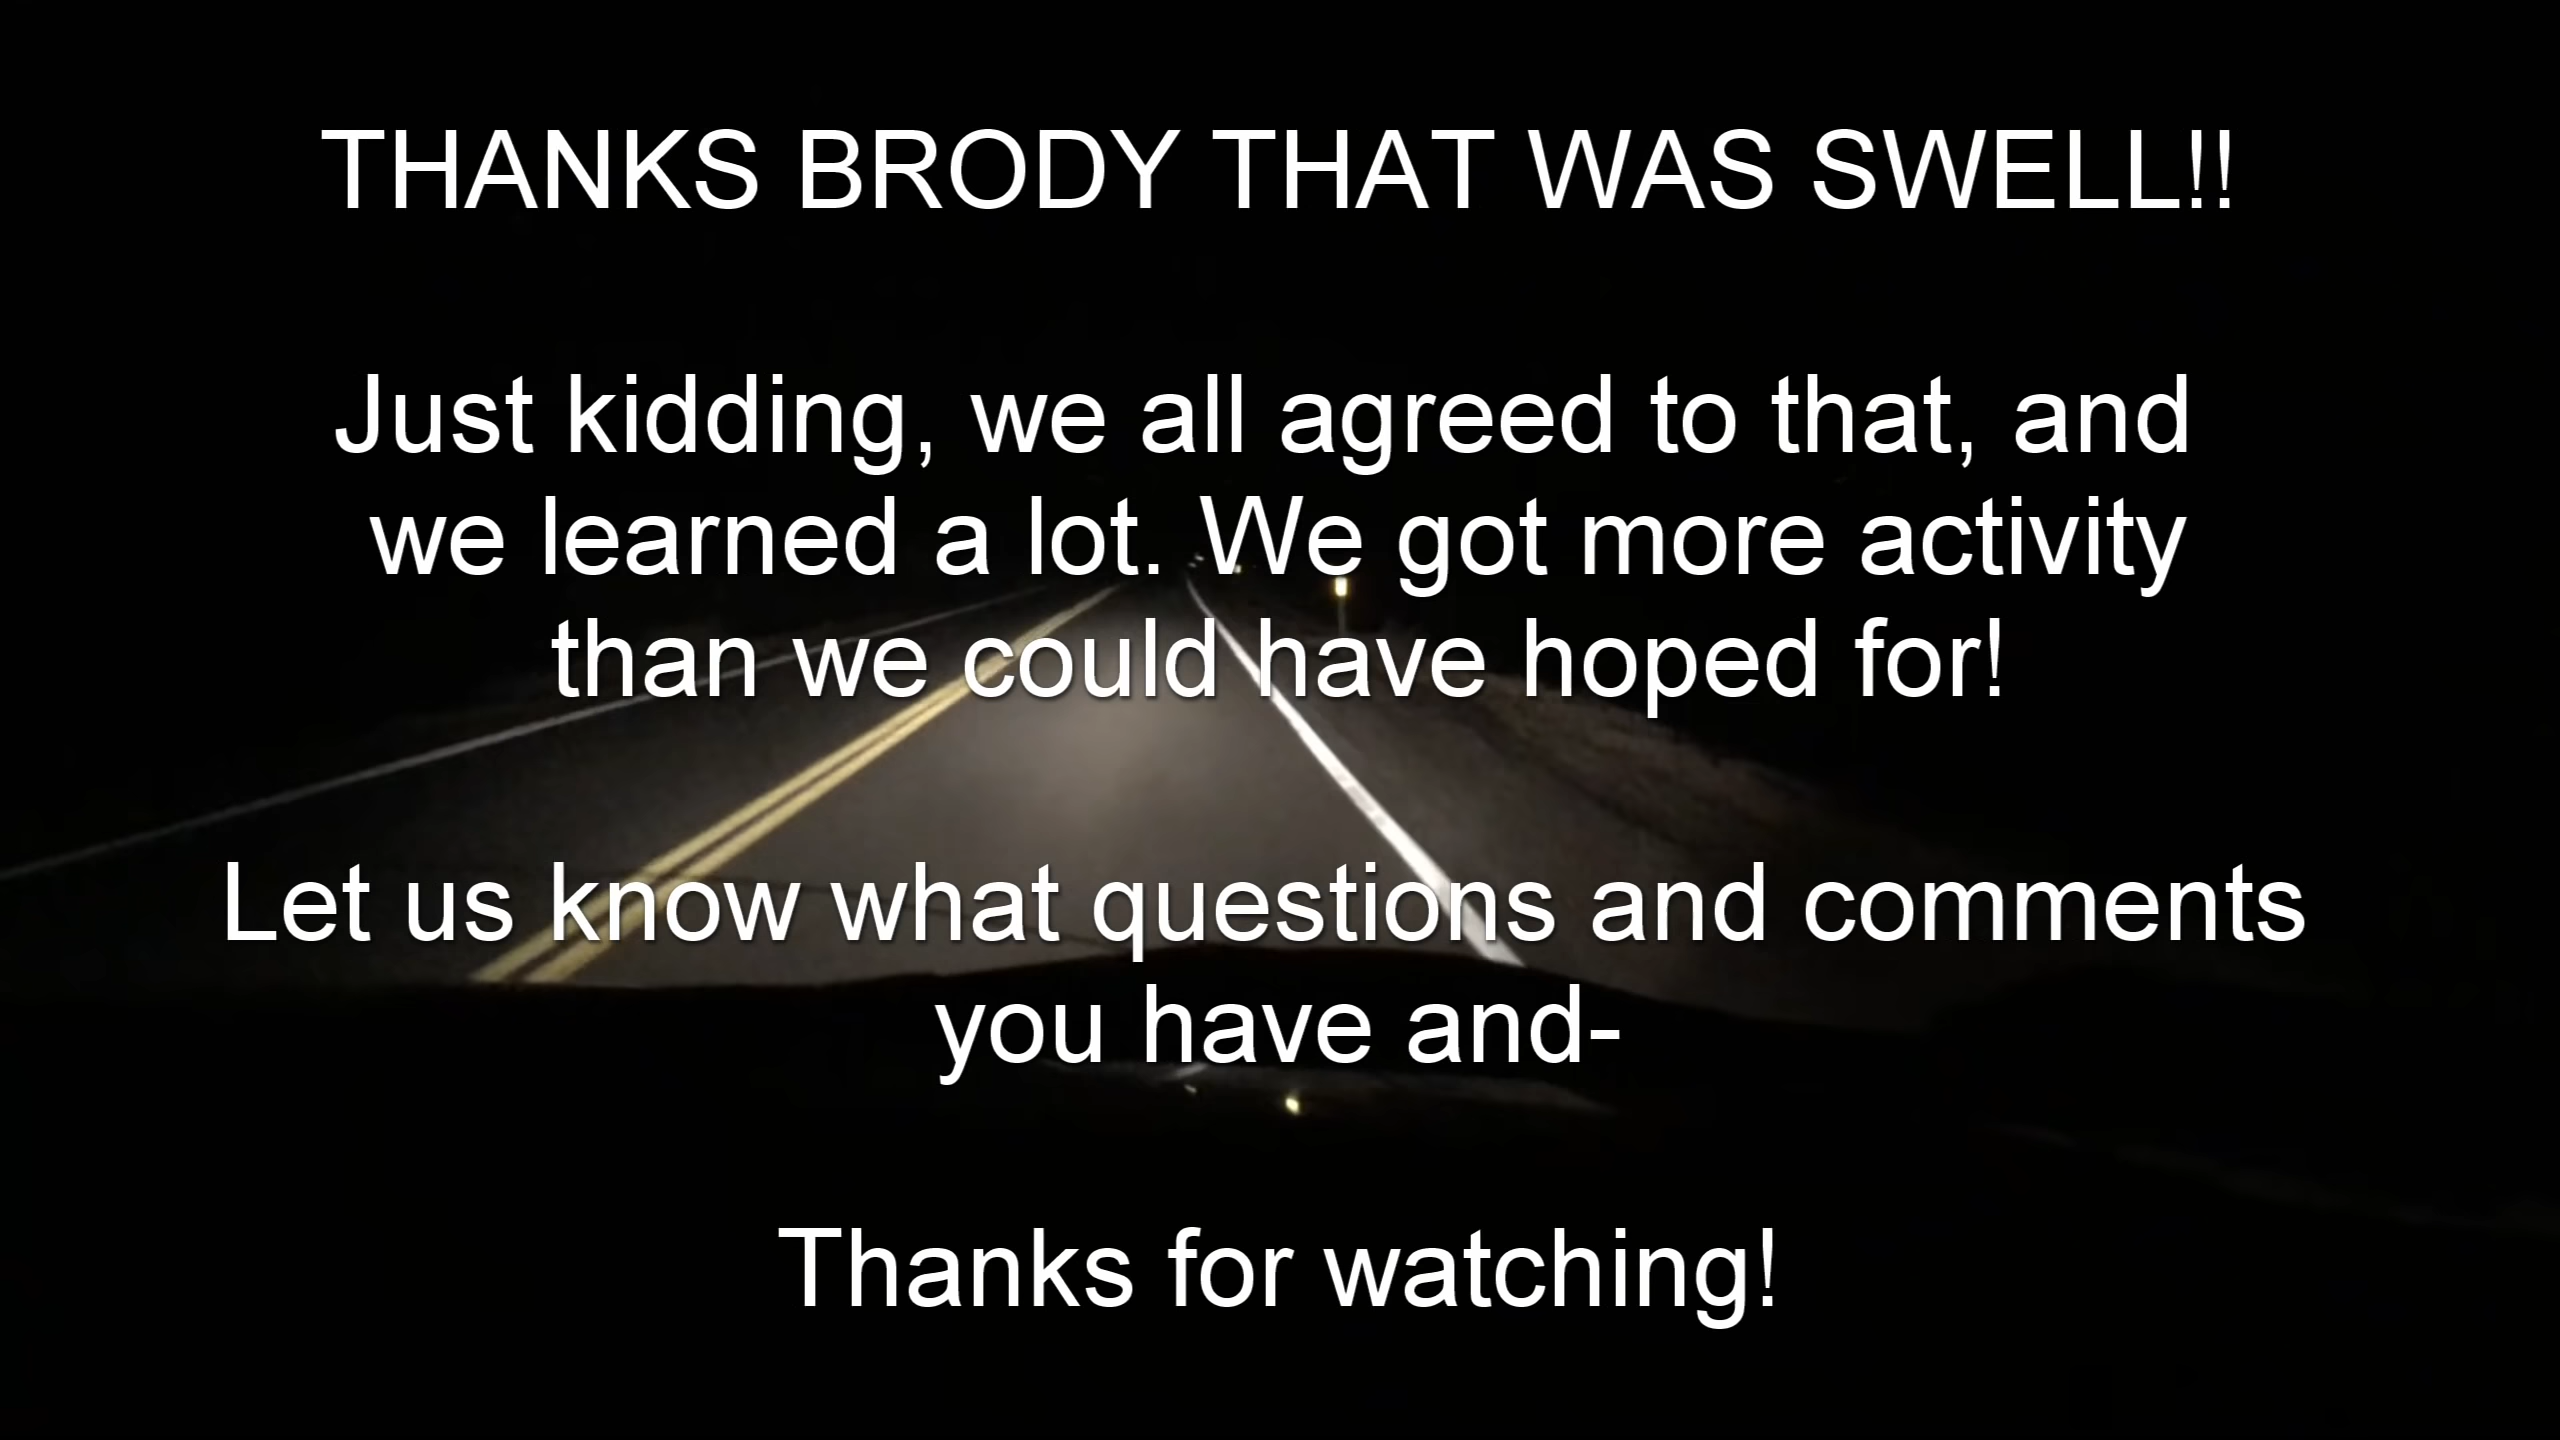 THANKS BRODY THAT WAS SWELL!!
Just kidding, we all agreed to that, and
we learned a lot. We got more activity
than we could have hoped for!
Let us know what questions and comments
you have and-
Thanks for watching!